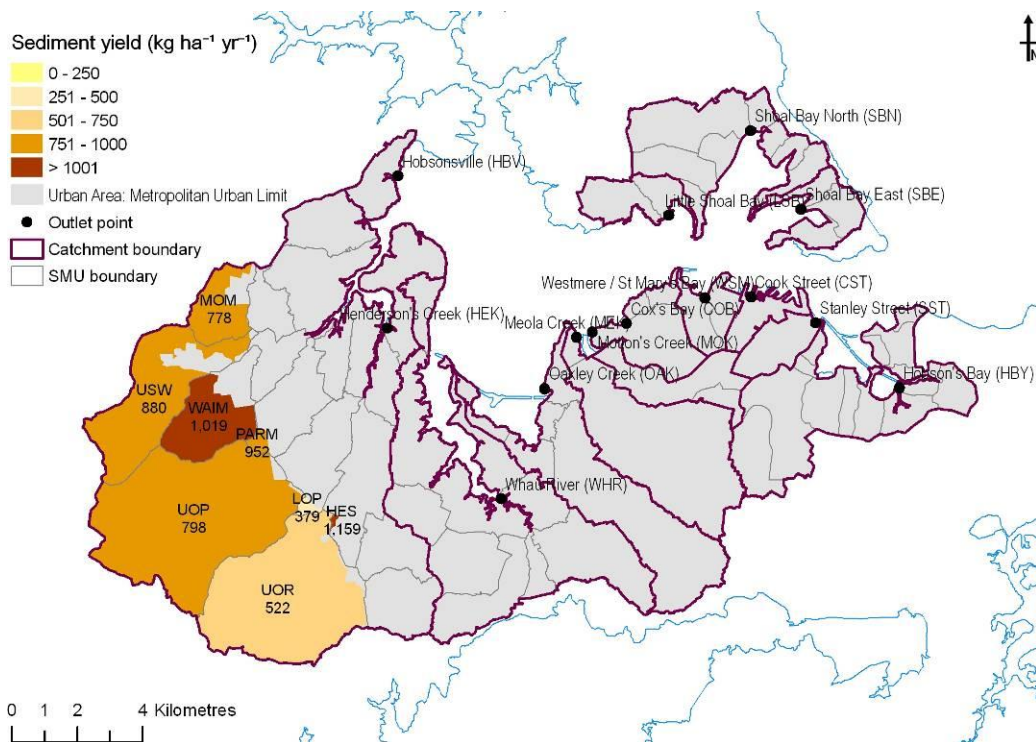 Sediment yield (kg ha⁻¹ yr⁻¹)
0 - 250
251 - 500
501 - 750
751 - 1000
> 1001
Urban Area: Metropolitan Urban Limit
Outlet point
Catchment boundary
SMU boundary
N
Shoal Bay North (SBN)
Hobsonsville (HBV)
Little Shoal Bay (LSB)
Shoal Bay East (SBE)
Westmere / St Mary's Bay (WSM)
Cook Street (CST)
MOM
778
Henderson's Creek (HEK)
Meola Creek (MEK)
Cox's Bay (COB)
Stanley Street (SST)
Motion's Creek (MOK)
Oakley Creek (OAK)
Hobson's Bay (HBY)
USW
880
WAIM
1,019
PARM
952
Whau River (WHR)
UOP
798
LOP
379
HES
1,159
UOR
522
0 1 2 4 Kilometres